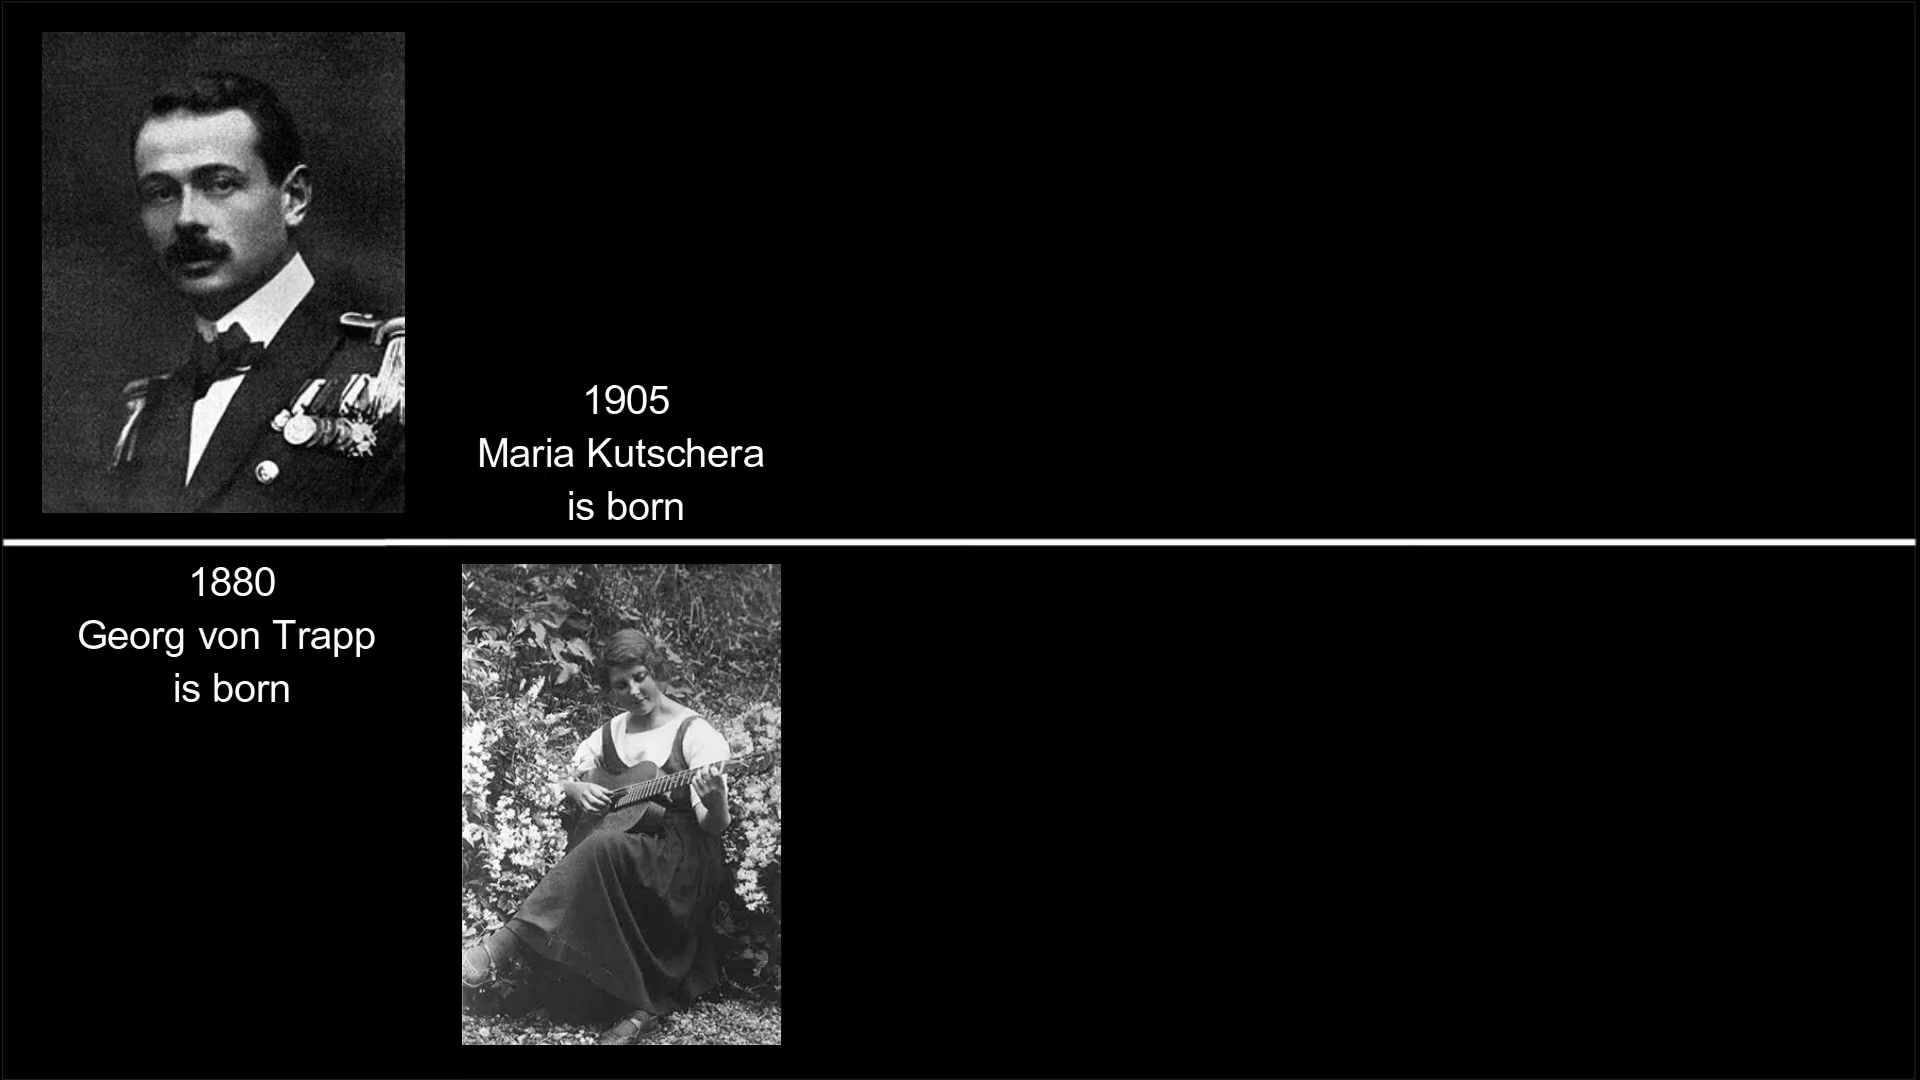 1880
Georg von Trapp
is born
1905
Maria Kutschera
is born